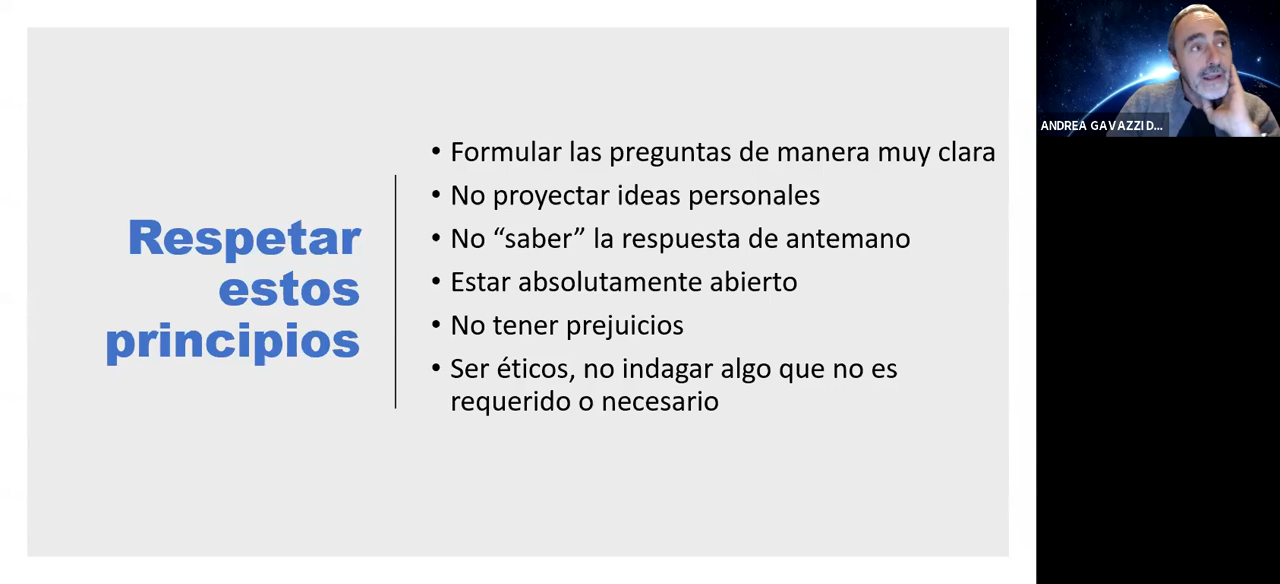 Respetar
estos
principios
• Formular las preguntas de manera muy clara
• No proyectar ideas personales
• No “saber” la respuesta de antemano
• Estar absolutamente abierto
• No tener prejuicios
• Ser éticos, no indagar algo que no es
requerido o necesario
ANDREA GAVAZZI D...